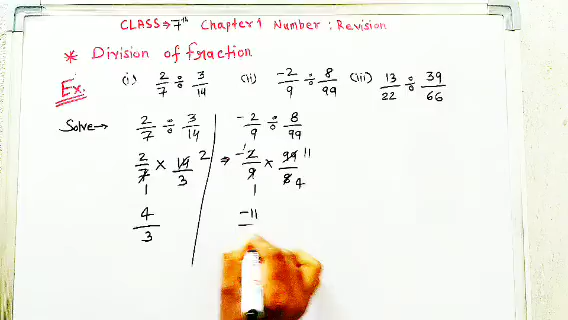 CLASS→7th Chapter 1 Number : Revision
* Division of fraction
Ex. (i) 2/7 ÷ 3/14 (ii) -2/9 ÷ 8/99 (iii) 13/22 ÷ 39/66
Solve→ 2/7 ÷ 3/14 -2/9 ÷ 8/99
2/7 × 14/3 2 1 ⇒ -2/9 × 99/8 1 11 1 4
4/3 -11